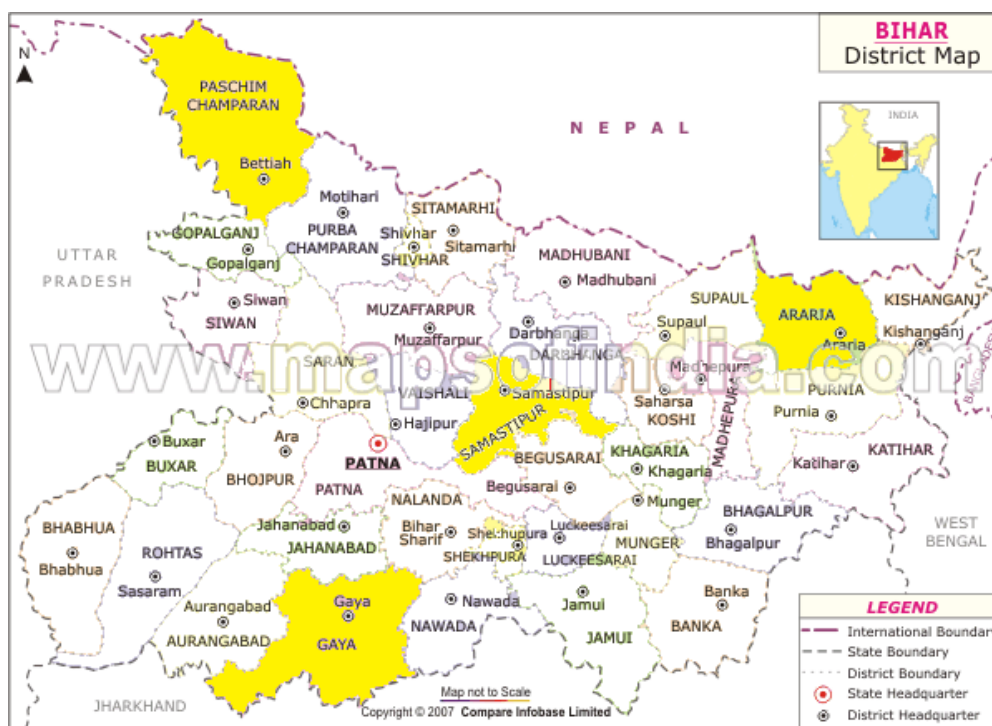 BIHAR
District Map
N
PASCHIM
CHAMPARAN
Bettiah
NEPAL
INDIA
UTTAR
PRADESH
GOPALGANJ
Gopalganj
Motihari
PURBA
CHAMPARAN
SITAMARHI
Shivhar
Sitamarhi
SHIVHAR
MADHUBANI
Madhubani
Siwan
SIWAN
MUZAFFARPUR
Muzaffarpur
Darbhanga
DARBHANGA
SUPAUL
Supaul
ARARIA
Araria
KISHANGANJ
Kishanganj
BANGLADESH
www.mapsofindia.com
SARAN
Chhapra
VAISHALI
Hajipur
Samastipur
SAMASTIPUR
Madhepura
MADHEPURA
Saharsa
KOSHI
PURNIA
Purnia
Buxar
BUXAR
Ara
BHOJPUR
PATNA
PATNA
BEGUSARAI
Begusarai
KHAGARIA
Khagaria
KATIHAR
Katihar
NALANDA
Bihar
Sharif
Munger
MUNGER
BHAGALPUR
Bhagalpur
WEST
BENGAL
BHABHUA
Bhabhua
ROHTAS
Sasaram
Jahanabad
JAHANABAD
Shekhupura
SHEKHPURA
Luckeesarai
LUCKEESARAI
Aurangabad
AURANGABAD
Gaya
GAYA
Nawada
NAWADA
Jamui
JAMUI
Banka
BANKA
JHARKHAND
LEGEND
International Boundary
State Boundary
District Boundary
State Headquarter
District Headquarter
Map not to Scale
Copyright © 2007 Compare Infobase Limited